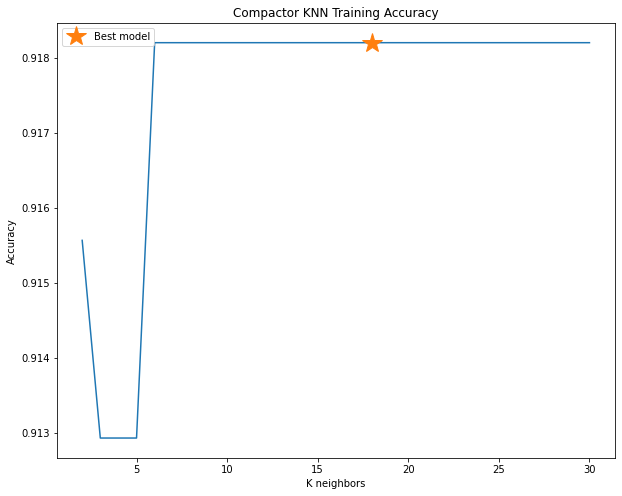 Compactor KNN Training Accuracy
Best model
0.918
0.917
0.916
0.915
0.914
0.913
Accuracy
5 10 15 20 25 30
K neighbors